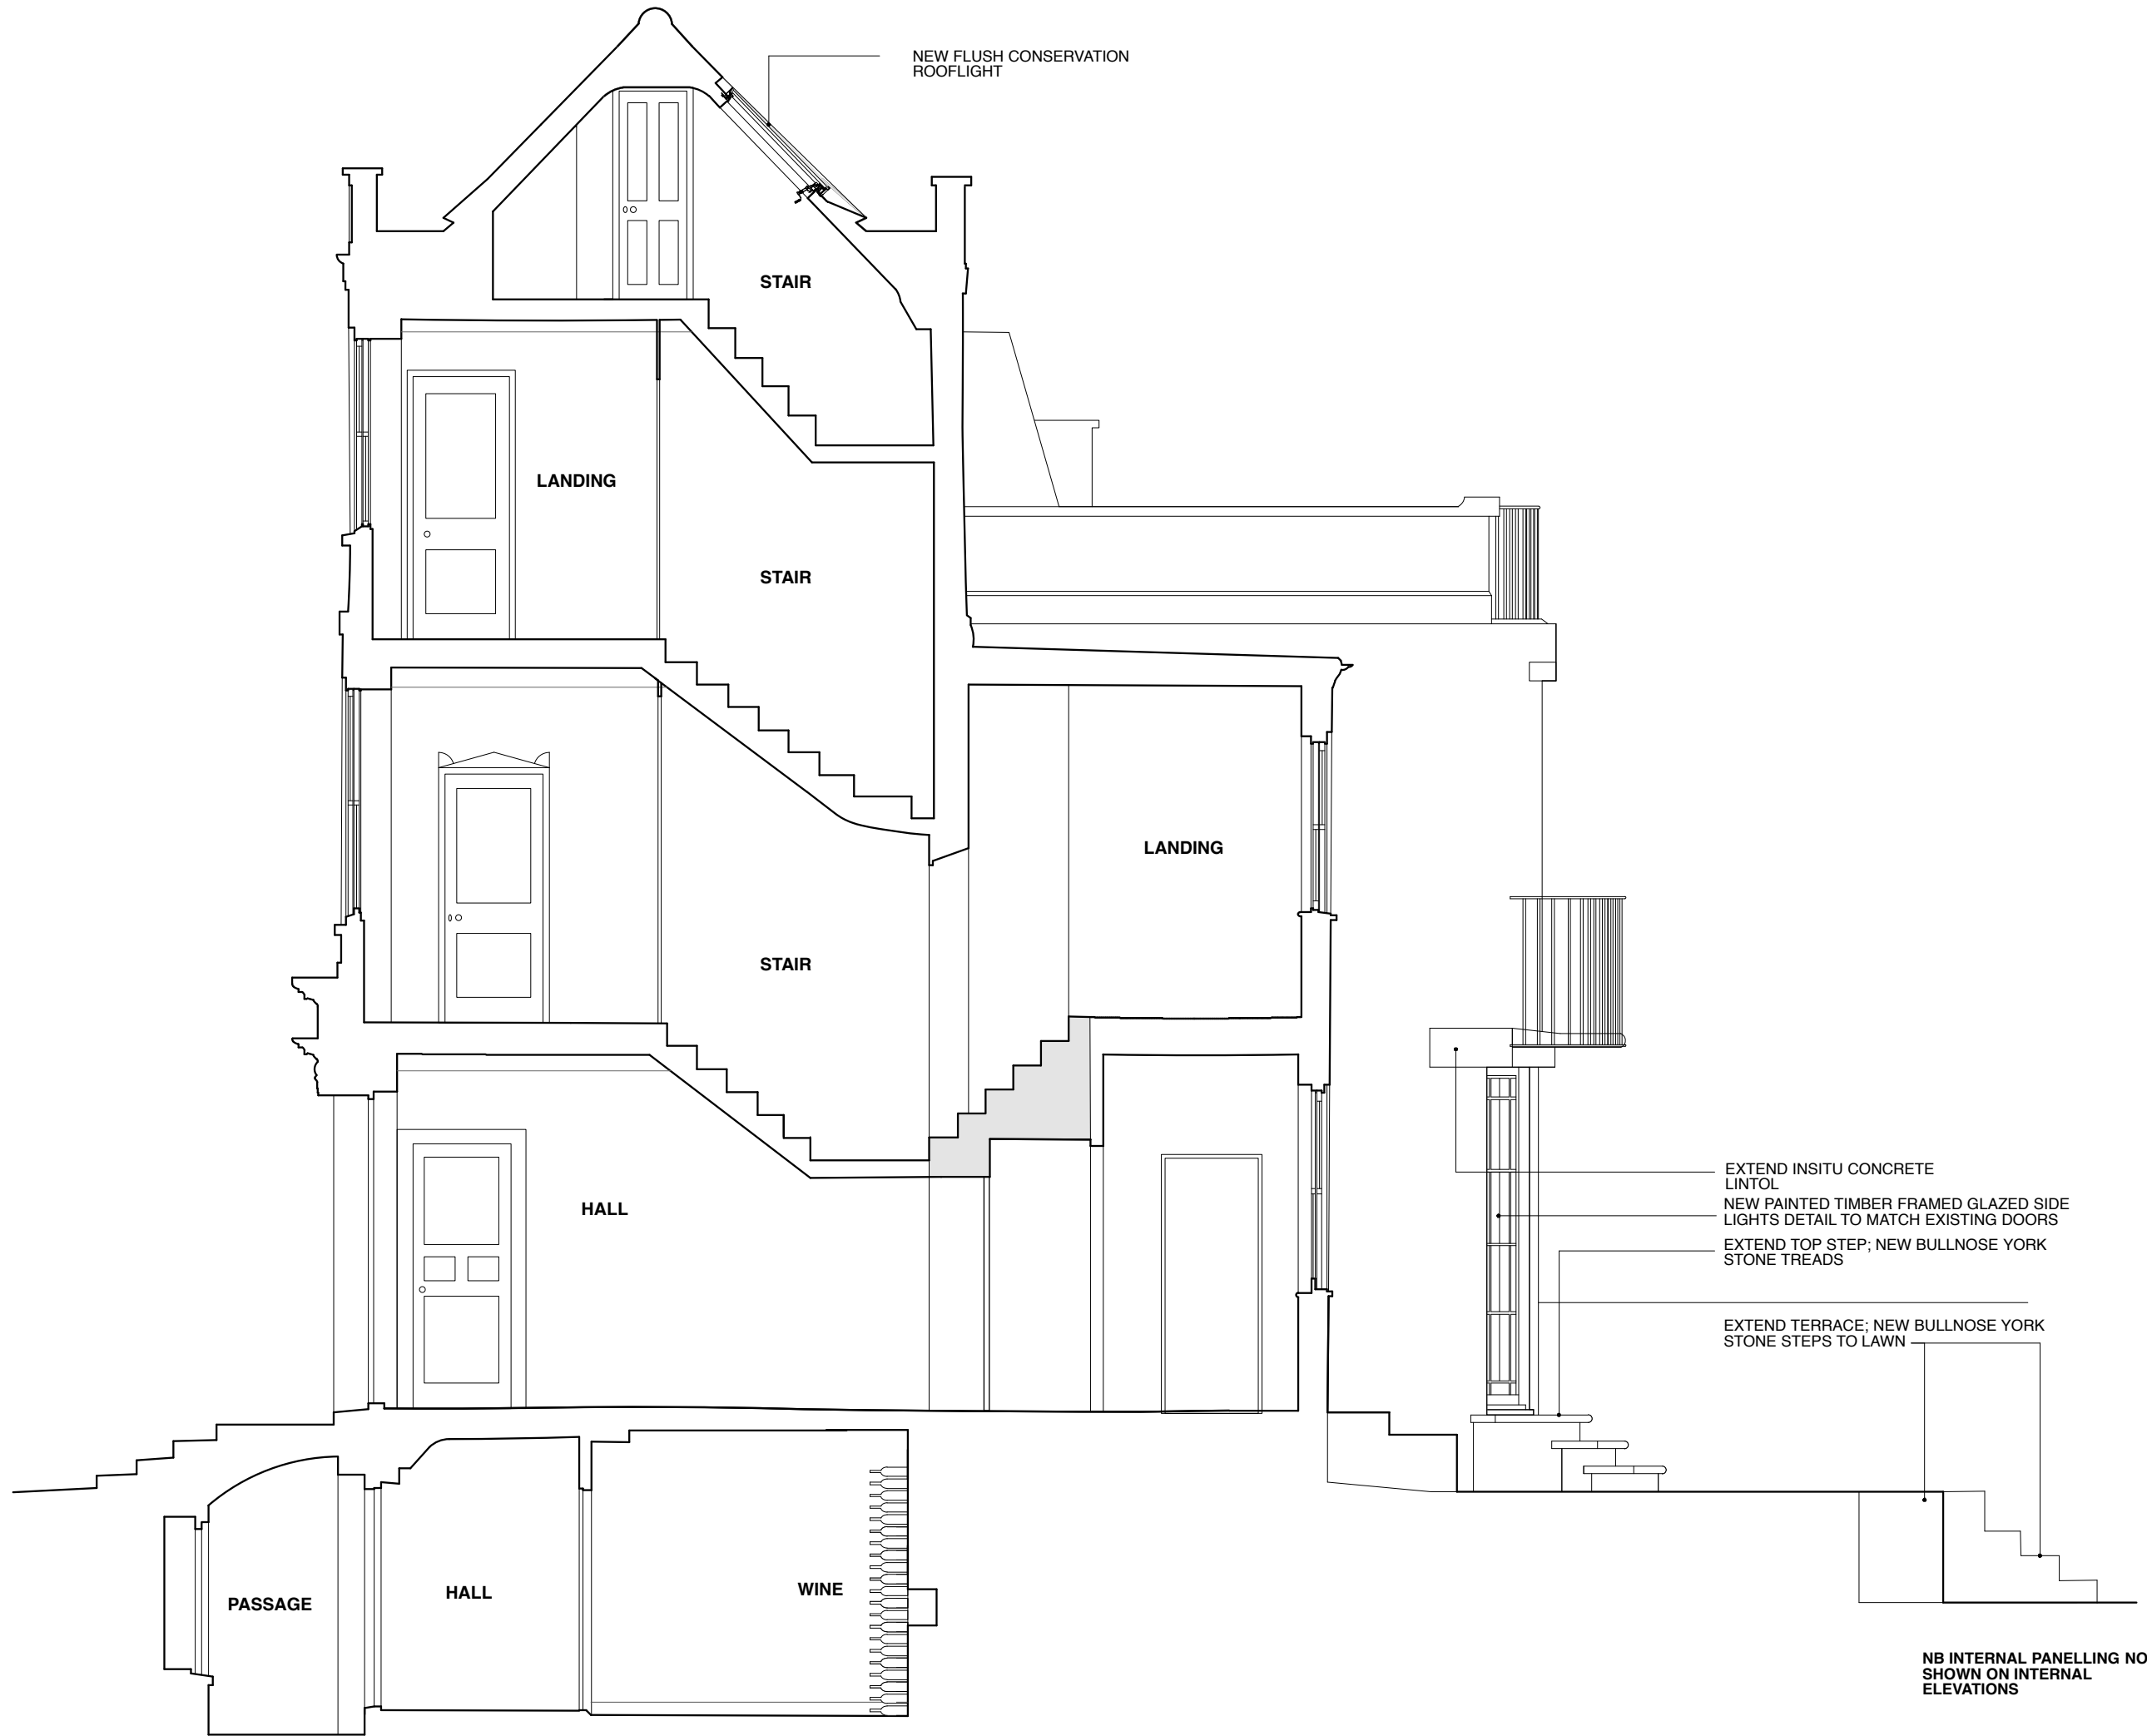 NEW FLUSH CONSERVATION
ROOFLIGHT
STAIR
LANDING
STAIR
LANDING
STAIR
EXTEND INSITU CONCRETE
LINTOL
NEW PAINTED TIMBER FRAMED GLAZED SIDE
LIGHTS DETAIL TO MATCH EXISTING DOORS
HALL
EXTEND TOP STEP; NEW BULLNOSE YORK
STONE TREADS
EXTEND TERRACE; NEW BULLNOSE YORK
STONE STEPS TO LAWN
PASSAGE
HALL
WINE
NB INTERNAL PANELLING NO
SHOWN ON INTERNAL
ELEVATIONS